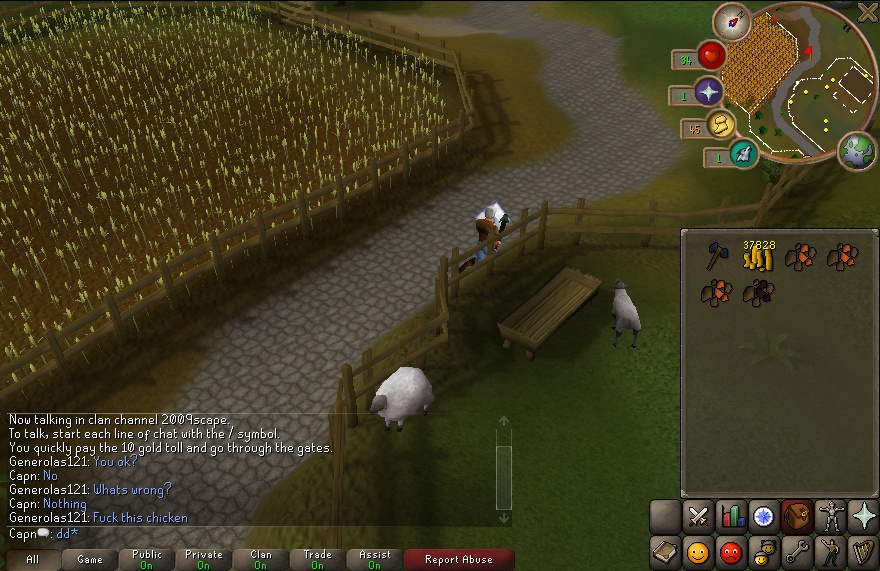 34
1
45
1
37828
Now talking in clan channel 2009scape.
To talk, start each line of chat with the / symbol.
You quickly pay the 10 gold toll and go through the gates.
Generolas121: You ok?
Capn: No
Generolas121: Whats wrong?
Capn: Nothing
Generolas121: Fuck this chicken
Capn: dd*
All
Game
Public
On
Private
On
Clan
On
Trade
On
Assist
On
Report Abuse